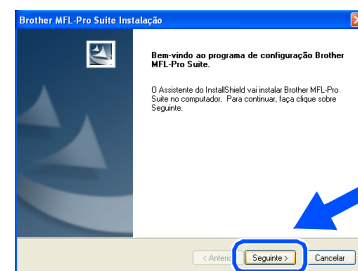 Brother MFL-Pro Suite Instalação
Bem-vindo ao programa de configuração Brother
MFL-Pro Suite.
O Assistente do InstallShield vai instalar Brother MFL-Pro
Suite no computador. Para continuar, faça clique sobre
Seguinte.
< Anterior Seguinte > Cancelar